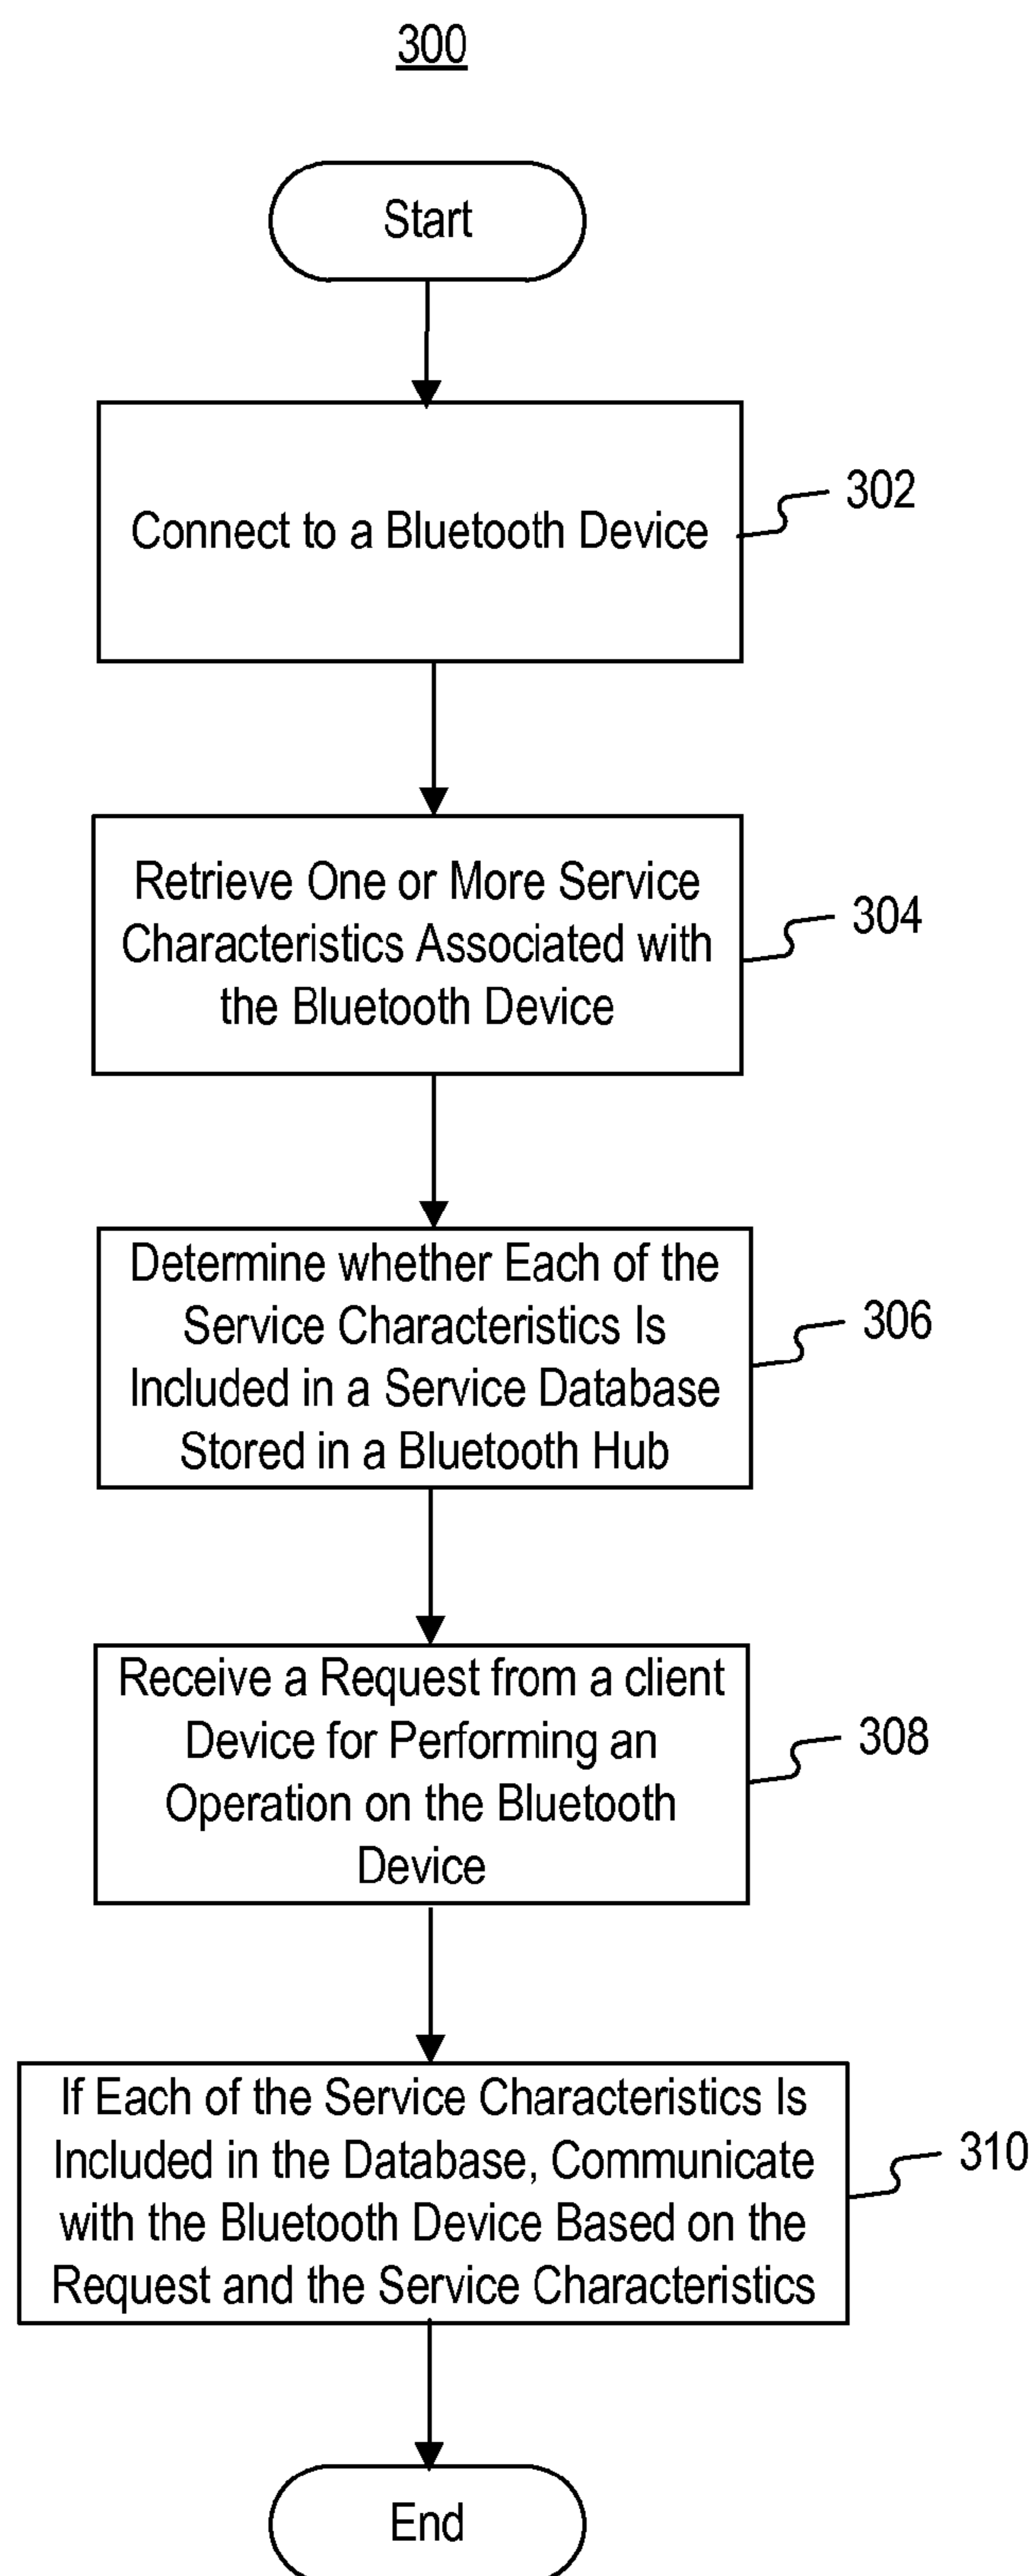 300
Start
Connect to a Bluetooth Device
302
Retrieve One or More Service
Characteristics Associated with
the Bluetooth Device
304
Determine whether Each of the
Service Characteristics Is
Included in a Service Database
Stored in a Bluetooth Hub
306
Receive a Request from a client
Device for Performing an
Operation on the Bluetooth
Device
308
If Each of the Service Characteristics Is
Included in the Database, Communicate
with the Bluetooth Device Based on the
Request and the Service Characteristics
310
End